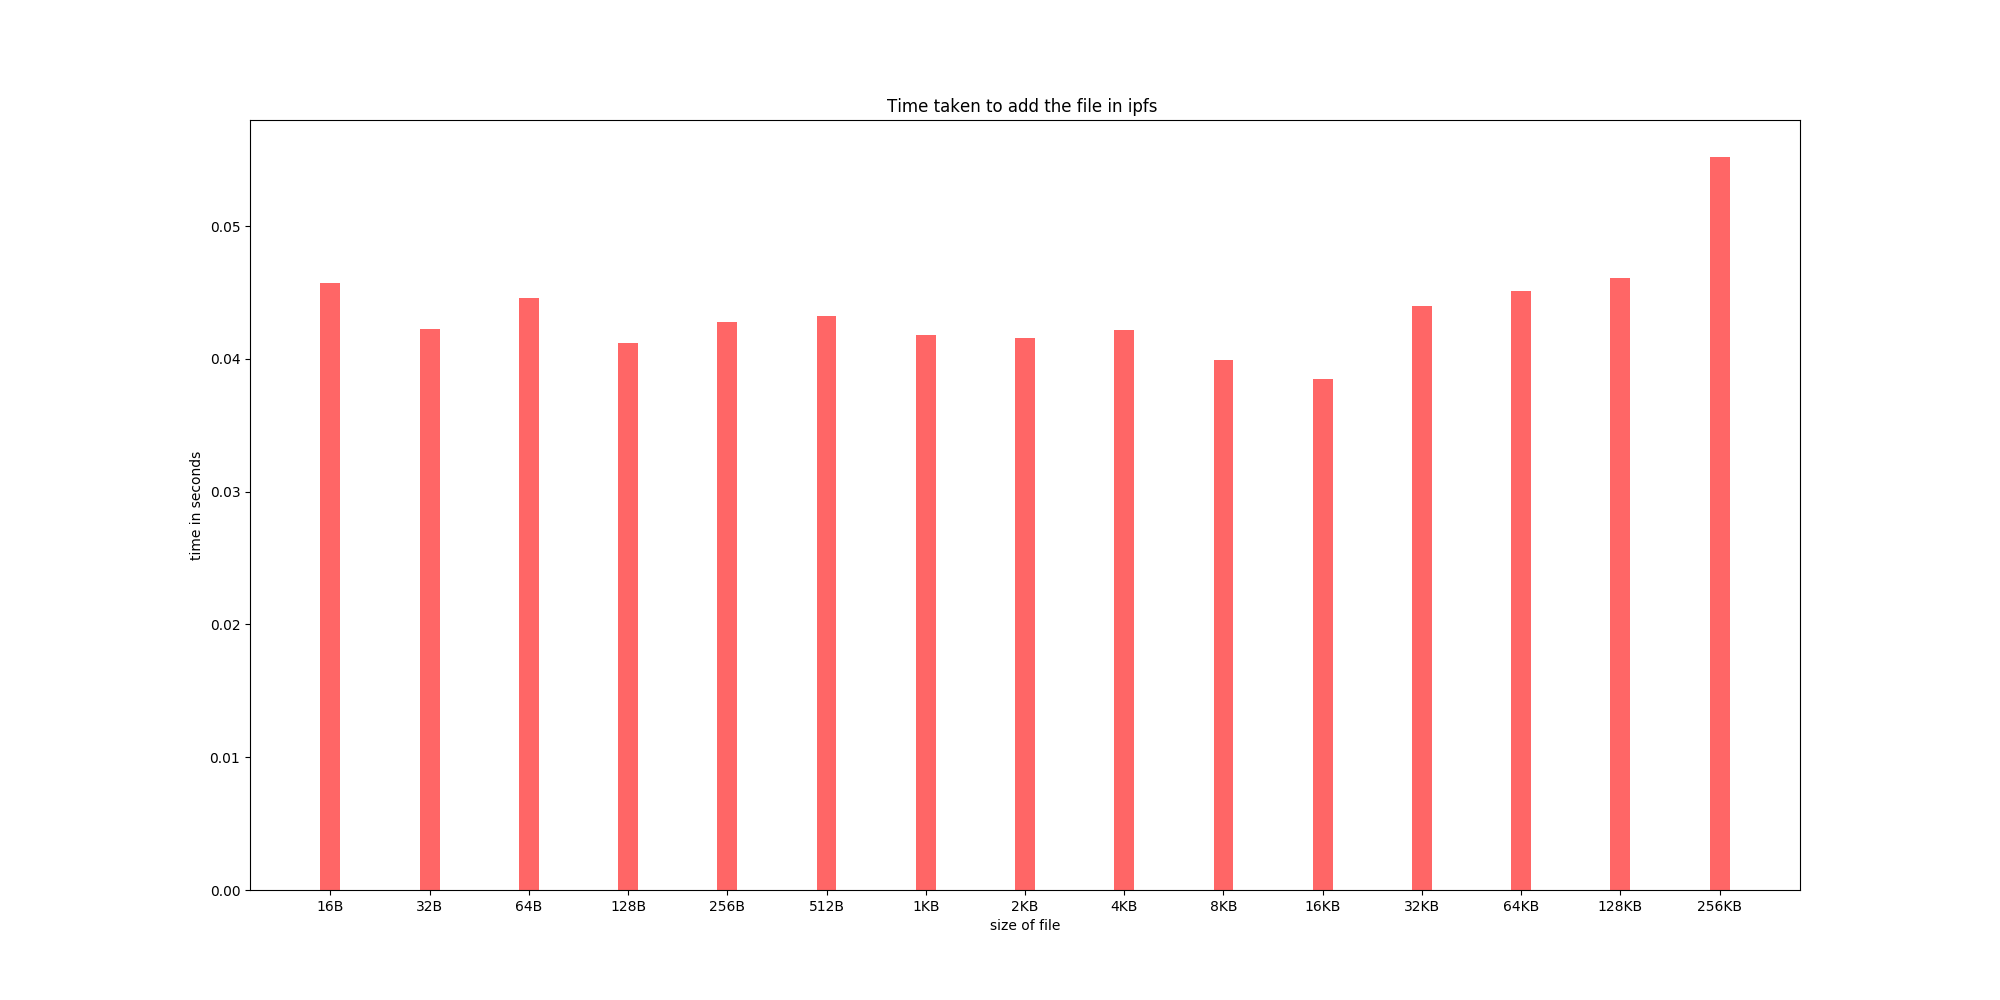 Time taken to add the file in ipfs
0.05
0.04
0.03
0.02
0.01
0.00
time in seconds
16B 32B 64B 128B 256B 512B 1KB 2KB 4KB 8KB 16KB 32KB 64KB 128KB 256KB
size of file